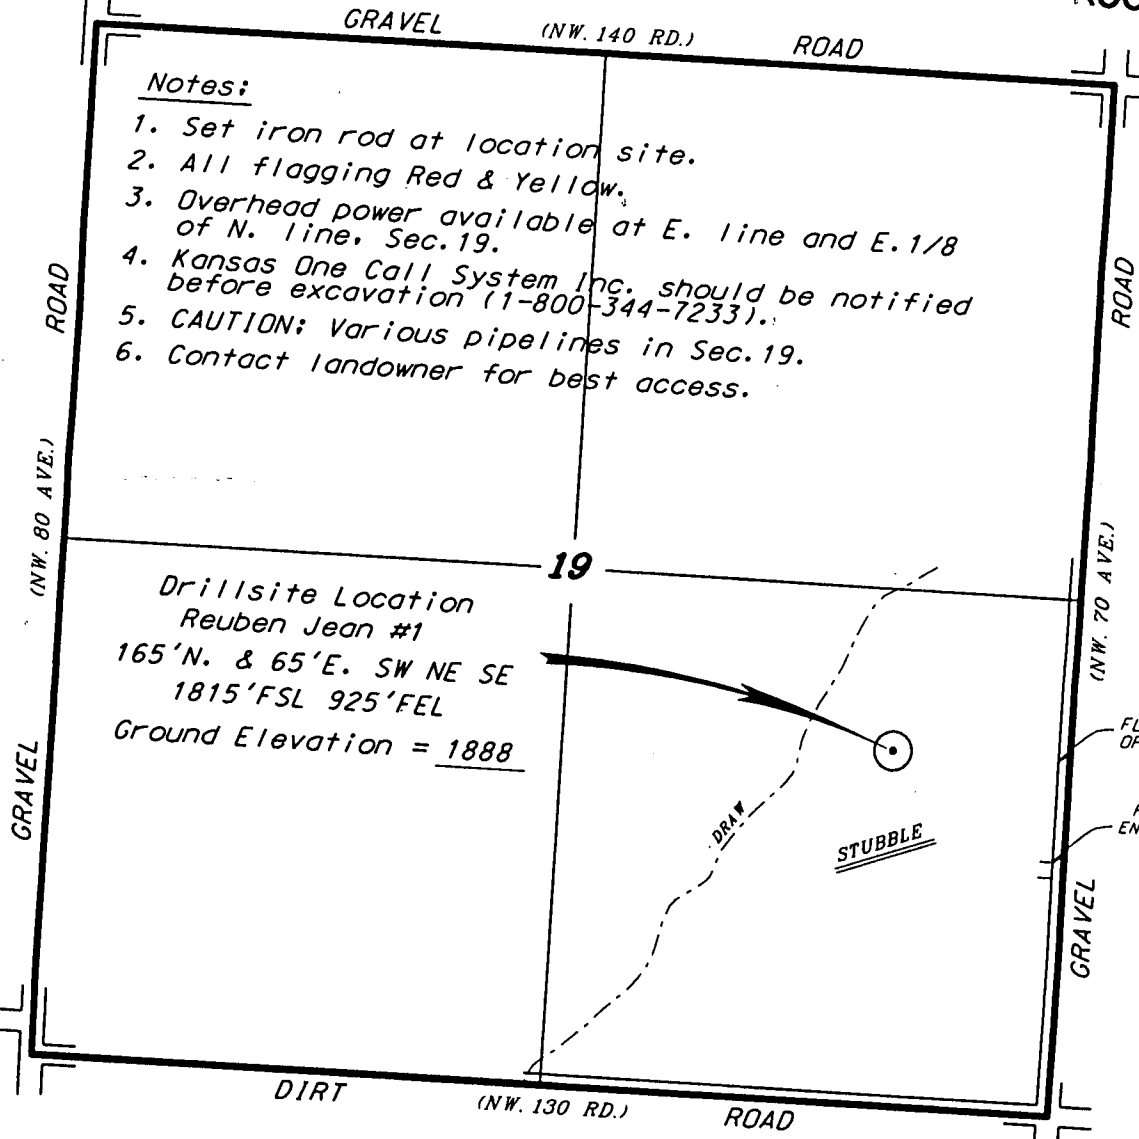 GRAVEL (NW. 140 RD.) ROAD
Notes:
1. Set iron rod at location site.
2. All flagging Red & Yellow.
3. Overhead power available at E. line and E. 1/8
of N. line, Sec. 19.
4. Kansas One Call System Inc. should be notified
before excavation (1-800-344-7233).
5. CAUTION: Various pipelines in Sec. 19.
6. Contact landowner for best access.
ROAD
(NW. 80 AVE.)
GRAVEL
ROAD
(NW. 70 AVE.)
GRAVEL
19
Drillsite Location
Reuben Jean #1
165'N. & 65'E. SW NE SE
1815'FSL 925'FEL
Ground Elevation = 1888
DRAW
STUBBLE
DIRT (NW. 130 RD.) ROAD